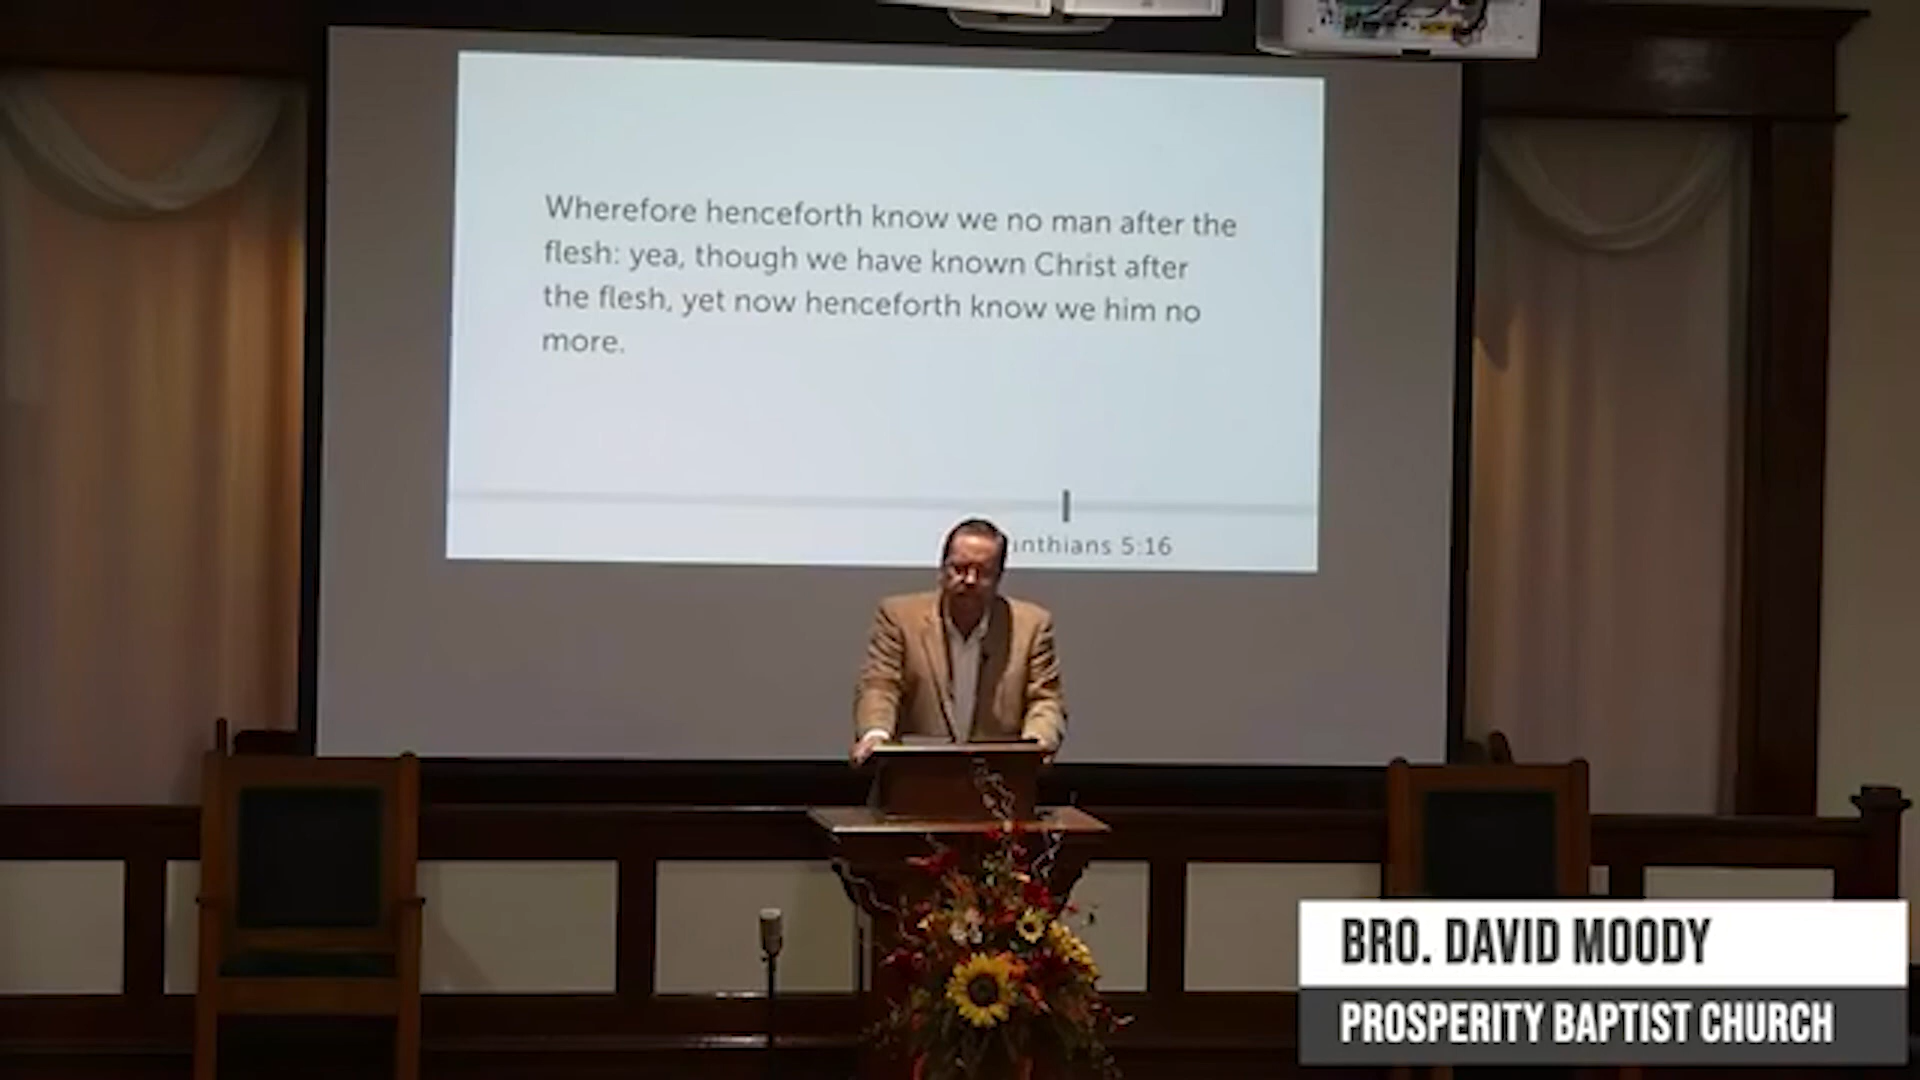 Wherefore henceforth know we no man after the
flesh: yea, though we have known Christ after
the flesh, yet now henceforth know we him no
more.
inthians 5:16
BRO. DAVID MOODY
PROSPERITY BAPTIST CHURCH